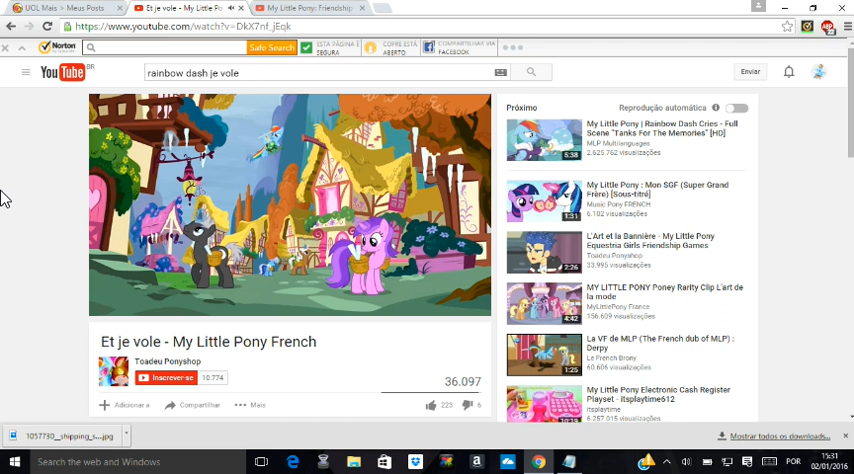 UOL Mais > Meus Posts
Et je vole - My Little Po
My Little Pony: Friendship
https://www.youtube.com/watch?v=DkX7nf_jEqk
Norton
Safe Search
ESTA PÁGINA É
SEGURA
COFRE ESTÁ
ABERTO
COMPARTILHAR VIA
FACEBOOK
YouTube BR
rainbow dash je vole
Enviar
Próximo
Reprodução automática
My Little Pony | Rainbow Dash Cries - Full
Scene "Tanks For The Memories" [HD]
MLP Multilanguages
2.625.762 visualizações
5:38
My Little Pony : Mon SGF (Super Grand
Frère) [Sous-titré]
Music Pony FRENCH
6.102 visualizações
1:31
L'Art et la Bannière - My Little Pony
Equestria Girls Friendship Games
Toadeu Ponyshop
33.995 visualizações
2:26
MY LITTLE PONY Poney Rarity Clip L'art de
la mode
MyLittlePony France
156.609 visualizações
4:42
La VF de MLP (The French dub of MLP) :
Derpy
Le French Brony
60.606 visualizações
1:25
My Little Pony Electronic Cash Register
Playset - itsplaytime612
itsplaytime
6.257.015 visualizações
Et je vole - My Little Pony French
Toadeu Ponyshop
Inscrever-se
10.774
36.097
Adicionar a
Compartilhar
Mais
223
6
1057730__shipping_s....jpg
Mostrar todos os downloads...
Search the web and Windows
POR
15:31
02/01/2016